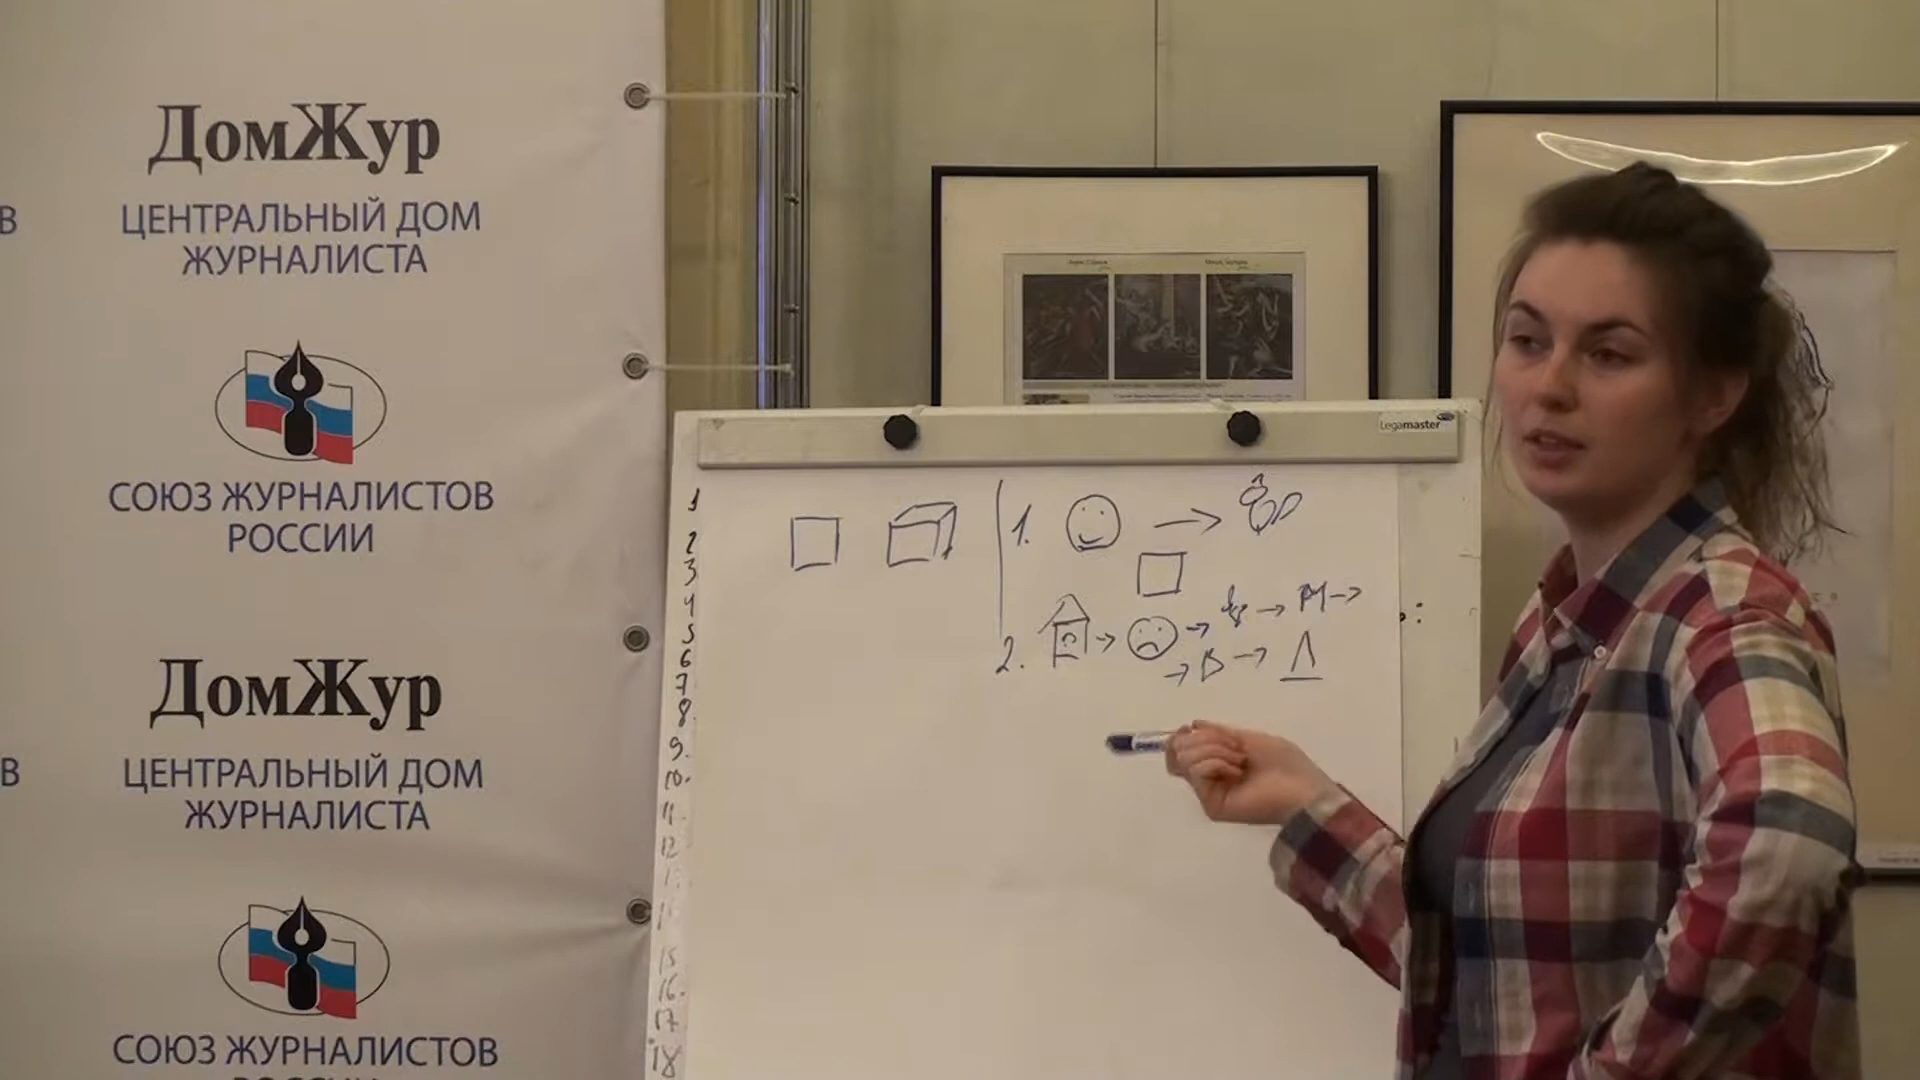 ДомЖур
ЦЕНТРАЛЬНЫЙ ДОМ
ЖУРНАЛИСТА
СОЮЗ ЖУРНАЛИСТОВ
РОССИИ
ДомЖур
ЦЕНТРАЛЬНЫЙ ДОМ
ЖУРНАЛИСТА
СОЮЗ ЖУРНАЛИСТОВ
В
В
Legamaster
1
2
3
4
5
6
7
8.
9.
10.
11.
12
15
16.
17
18
1.
2.